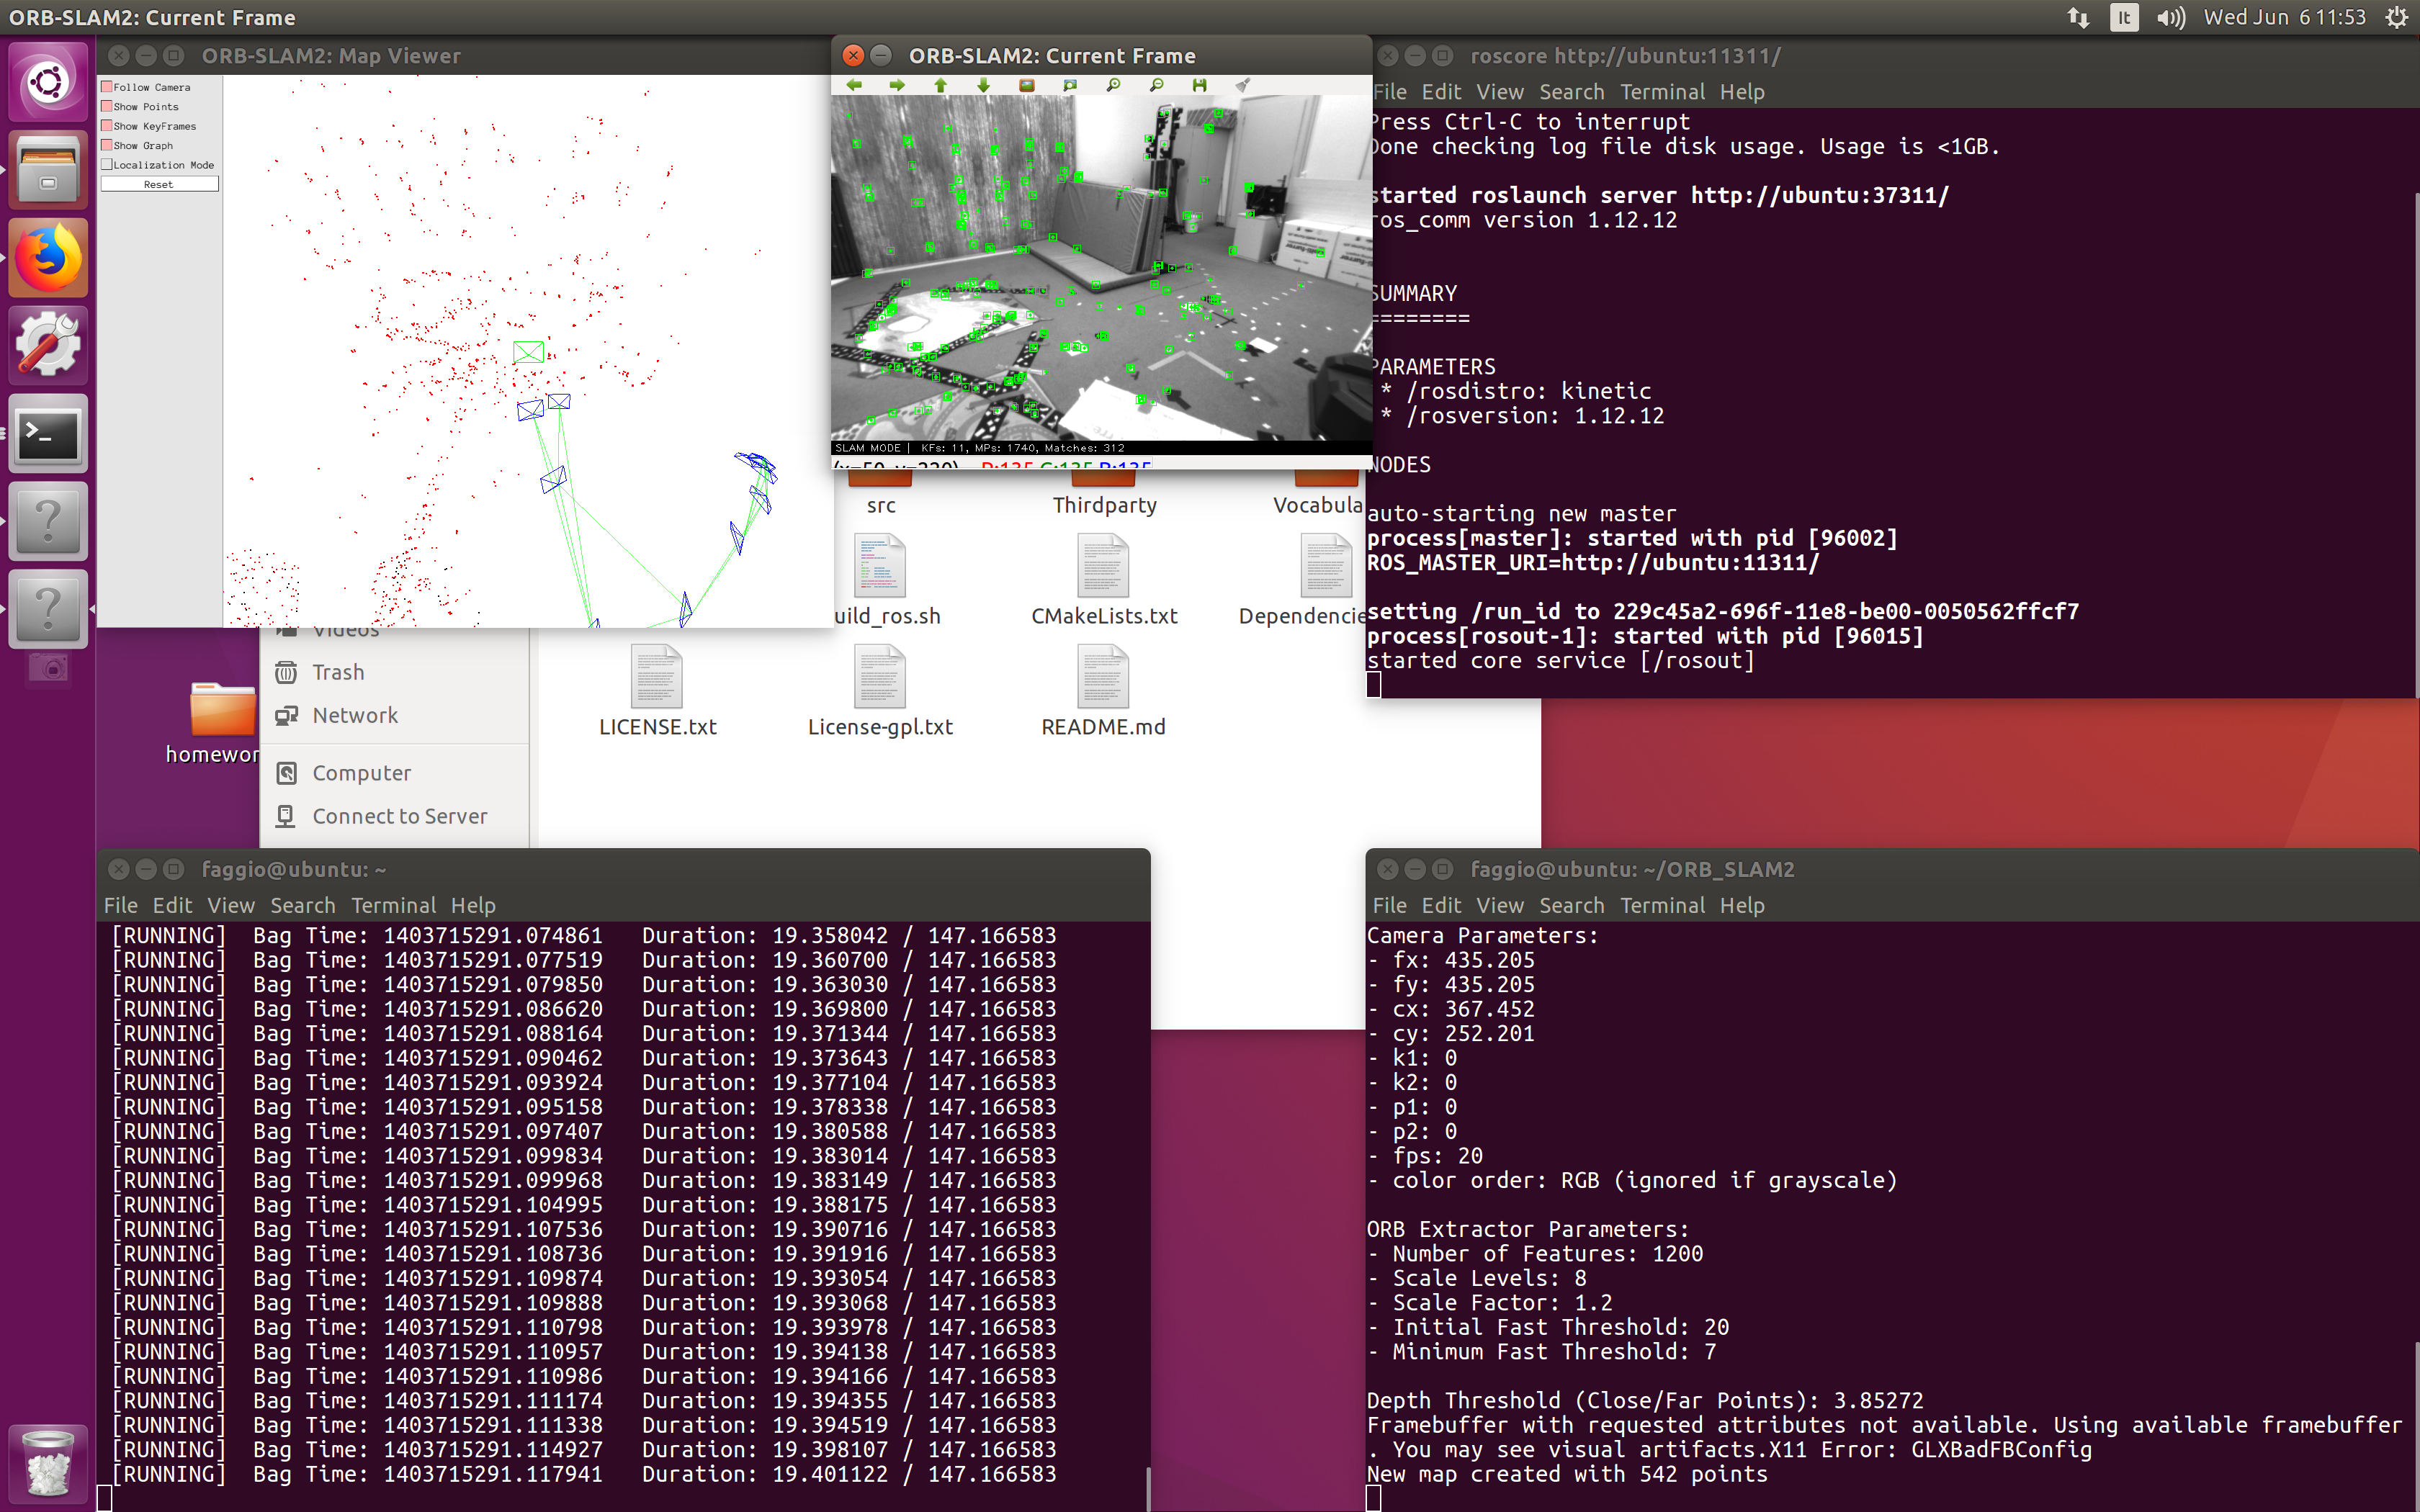 ORB-SLAM2: Current Frame
It
Wed Jun 6 11:53
ORB-SLAM2: Map Viewer
Follow Camera
Show Points
Show KeyFrames
Show Graph
Localization Mode
Reset
ORB-SLAM2: Current Frame
SLAM MODE | KFs: 11, MPs: 1740, Matches: 312
(x=50, y=220) R:135 G:135 B:135
roscore http://ubuntu:11311/
File Edit View Search Terminal Help
Press Ctrl-C to interrupt
Done checking log file disk usage. Usage is <1GB.
started roslaunch server http://ubuntu:37311/
ros_comm version 1.12.12
SUMMARY
========
PARAMETERS
* /rosdistro: kinetic
* /rosversion: 1.12.12
NODES
auto-starting new master
process[master]: started with pid [96002]
ROS_MASTER_URI=http://ubuntu:11311/
setting /run_id to 229c45a2-696f-11e8-be00-0050562ffcf7
process[rosout-1]: started with pid [96015]
started core service [/rosout]
src
Thirdparty
Vocabula
uild_ros.sh
CMakeLists.txt
Dependencie
LICENSE.txt
License-gpl.txt
README.md
Videos
Trash
Network
Computer
Connect to Server
homewor
faggio@ubuntu: ~
File Edit View Search Terminal Help
[RUNNING] Bag Time: 1403715291.074861 Duration: 19.358042 / 147.166583
[RUNNING] Bag Time: 1403715291.077519 Duration: 19.360700 / 147.166583
[RUNNING] Bag Time: 1403715291.079850 Duration: 19.363030 / 147.166583
[RUNNING] Bag Time: 1403715291.086620 Duration: 19.369800 / 147.166583
[RUNNING] Bag Time: 1403715291.088164 Duration: 19.371344 / 147.166583
[RUNNING] Bag Time: 1403715291.090462 Duration: 19.373643 / 147.166583
[RUNNING] Bag Time: 1403715291.093924 Duration: 19.377104 / 147.166583
[RUNNING] Bag Time: 1403715291.095158 Duration: 19.378338 / 147.166583
[RUNNING] Bag Time: 1403715291.097407 Duration: 19.380588 / 147.166583
[RUNNING] Bag Time: 1403715291.099834 Duration: 19.383014 / 147.166583
[RUNNING] Bag Time: 1403715291.099968 Duration: 19.383149 / 147.166583
[RUNNING] Bag Time: 1403715291.104995 Duration: 19.388175 / 147.166583
[RUNNING] Bag Time: 1403715291.107536 Duration: 19.390716 / 147.166583
[RUNNING] Bag Time: 1403715291.108736 Duration: 19.391916 / 147.166583
[RUNNING] Bag Time: 1403715291.109874 Duration: 19.393054 / 147.166583
[RUNNING] Bag Time: 1403715291.109888 Duration: 19.393068 / 147.166583
[RUNNING] Bag Time: 1403715291.110798 Duration: 19.393978 / 147.166583
[RUNNING] Bag Time: 1403715291.110957 Duration: 19.394138 / 147.166583
[RUNNING] Bag Time: 1403715291.110986 Duration: 19.394166 / 147.166583
[RUNNING] Bag Time: 1403715291.111174 Duration: 19.394355 / 147.166583
[RUNNING] Bag Time: 1403715291.111338 Duration: 19.394519 / 147.166583
[RUNNING] Bag Time: 1403715291.114927 Duration: 19.398107 / 147.166583
[RUNNING] Bag Time: 1403715291.117941 Duration: 19.401122 / 147.166583
faggio@ubuntu: ~/ORB_SLAM2
File Edit View Search Terminal Help
Camera Parameters:
- fx: 435.205
- fy: 435.205
- cx: 367.452
- cy: 252.201
- k1: 0
- k2: 0
- p1: 0
- p2: 0
- fps: 20
- color order: RGB (ignored if grayscale)
ORB Extractor Parameters:
- Number of Features: 1200
- Scale Levels: 8
- Scale Factor: 1.2
- Initial Fast Threshold: 20
- Minimum Fast Threshold: 7
Depth Threshold (Close/Far Points): 3.85272
Framebuffer with requested attributes not available. Using available framebuffer
. You may see visual artifacts.X11 Error: GLXBadFBConfig
New map created with 542 points